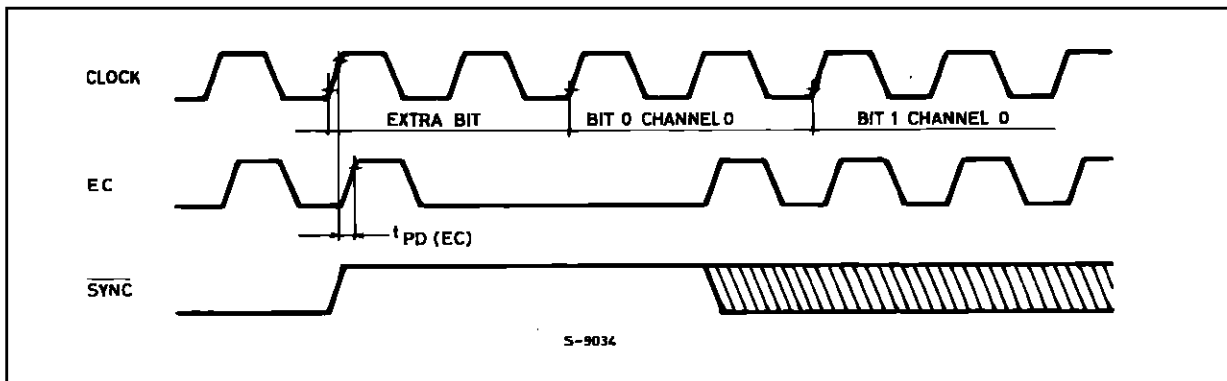 CLOCK
EXTRA BIT
BIT 0 CHANNEL 0
BIT 1 CHANNEL 0
EC
t PD (EC)
SYNC
S-9034